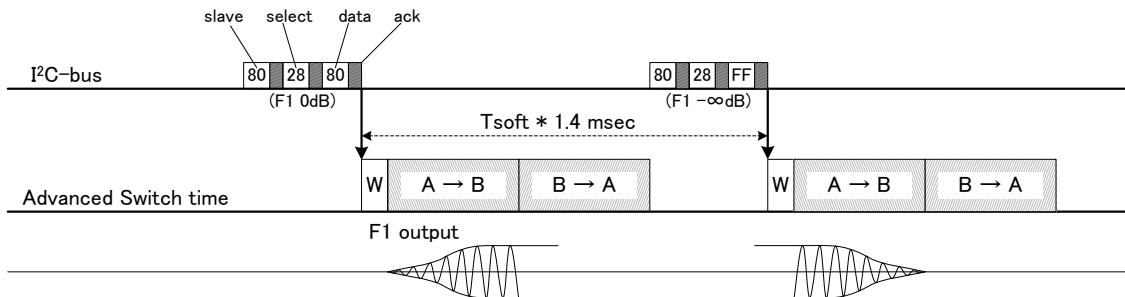 slave select data ack
I²C-bus 80 28 80 80 28 FF
(F1 0dB) (F1 −∞dB)
Tsoft * 1.4 msec
Advanced Switch time W A → B B → A W A → B B → A
F1 output